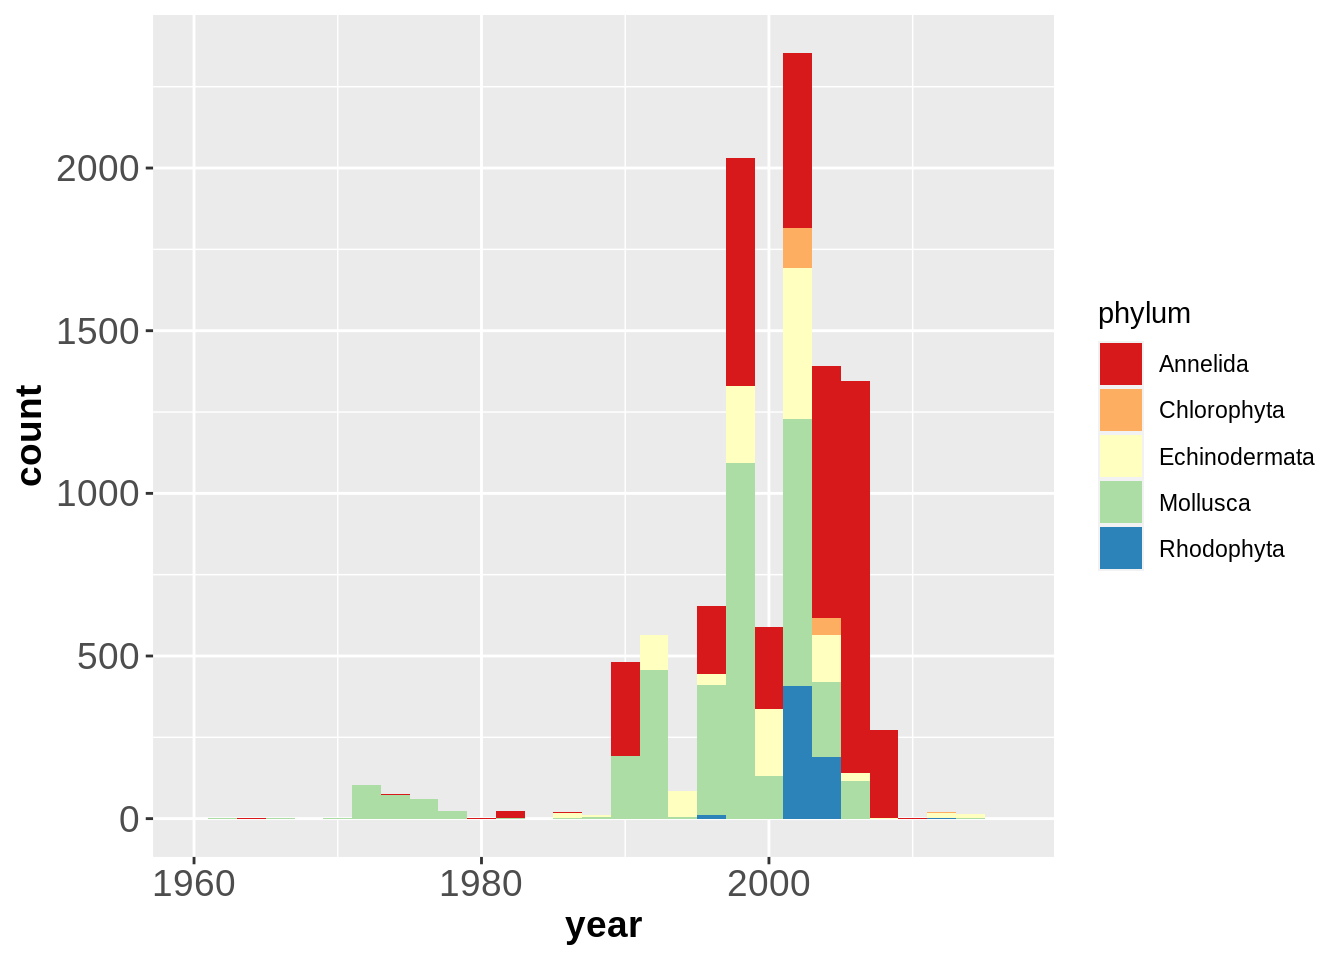 2000
1500
1000
500
0
count
1960
1980
2000
year
phylum
Annelida
Chlorophyta
Echinodermata
Mollusca
Rhodophyta